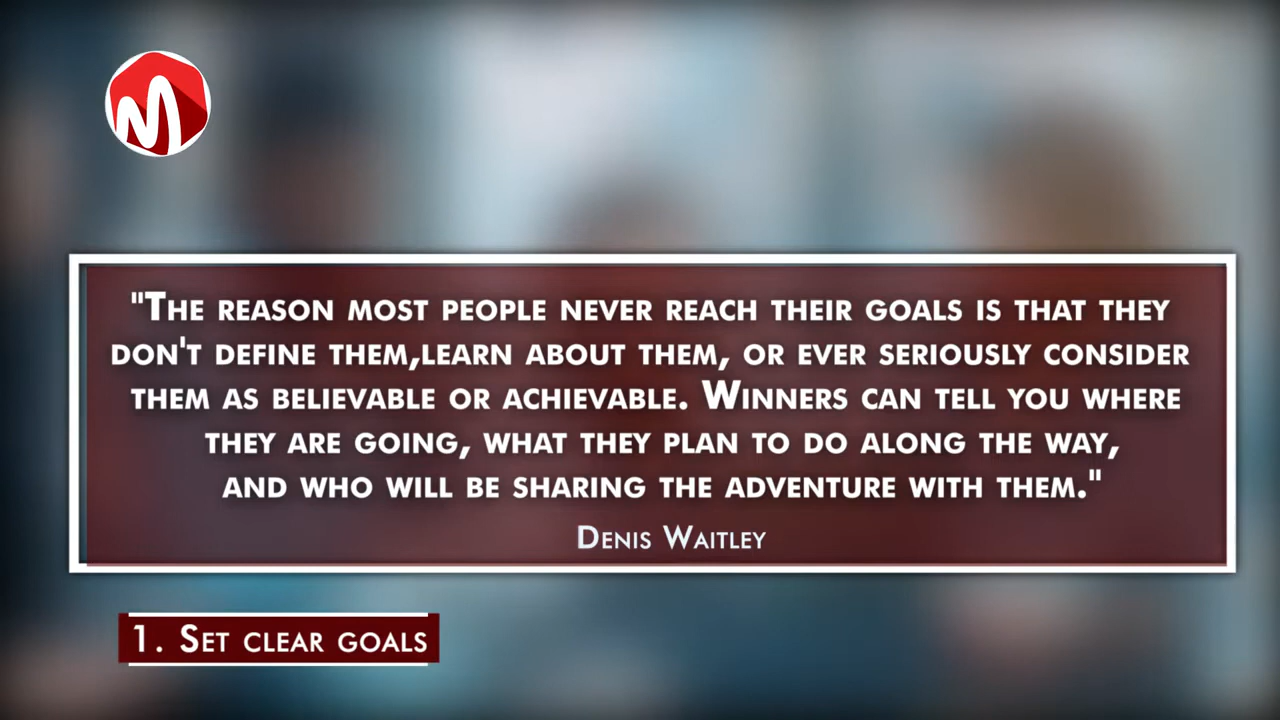 "The reason most people never reach their goals is that they
don't define them,learn about them, or ever seriously consider
them as believable or achievable. Winners can tell you where
they are going, what they plan to do along the way,
and who will be sharing the adventure with them."
Denis Waitley
1. Set clear goals